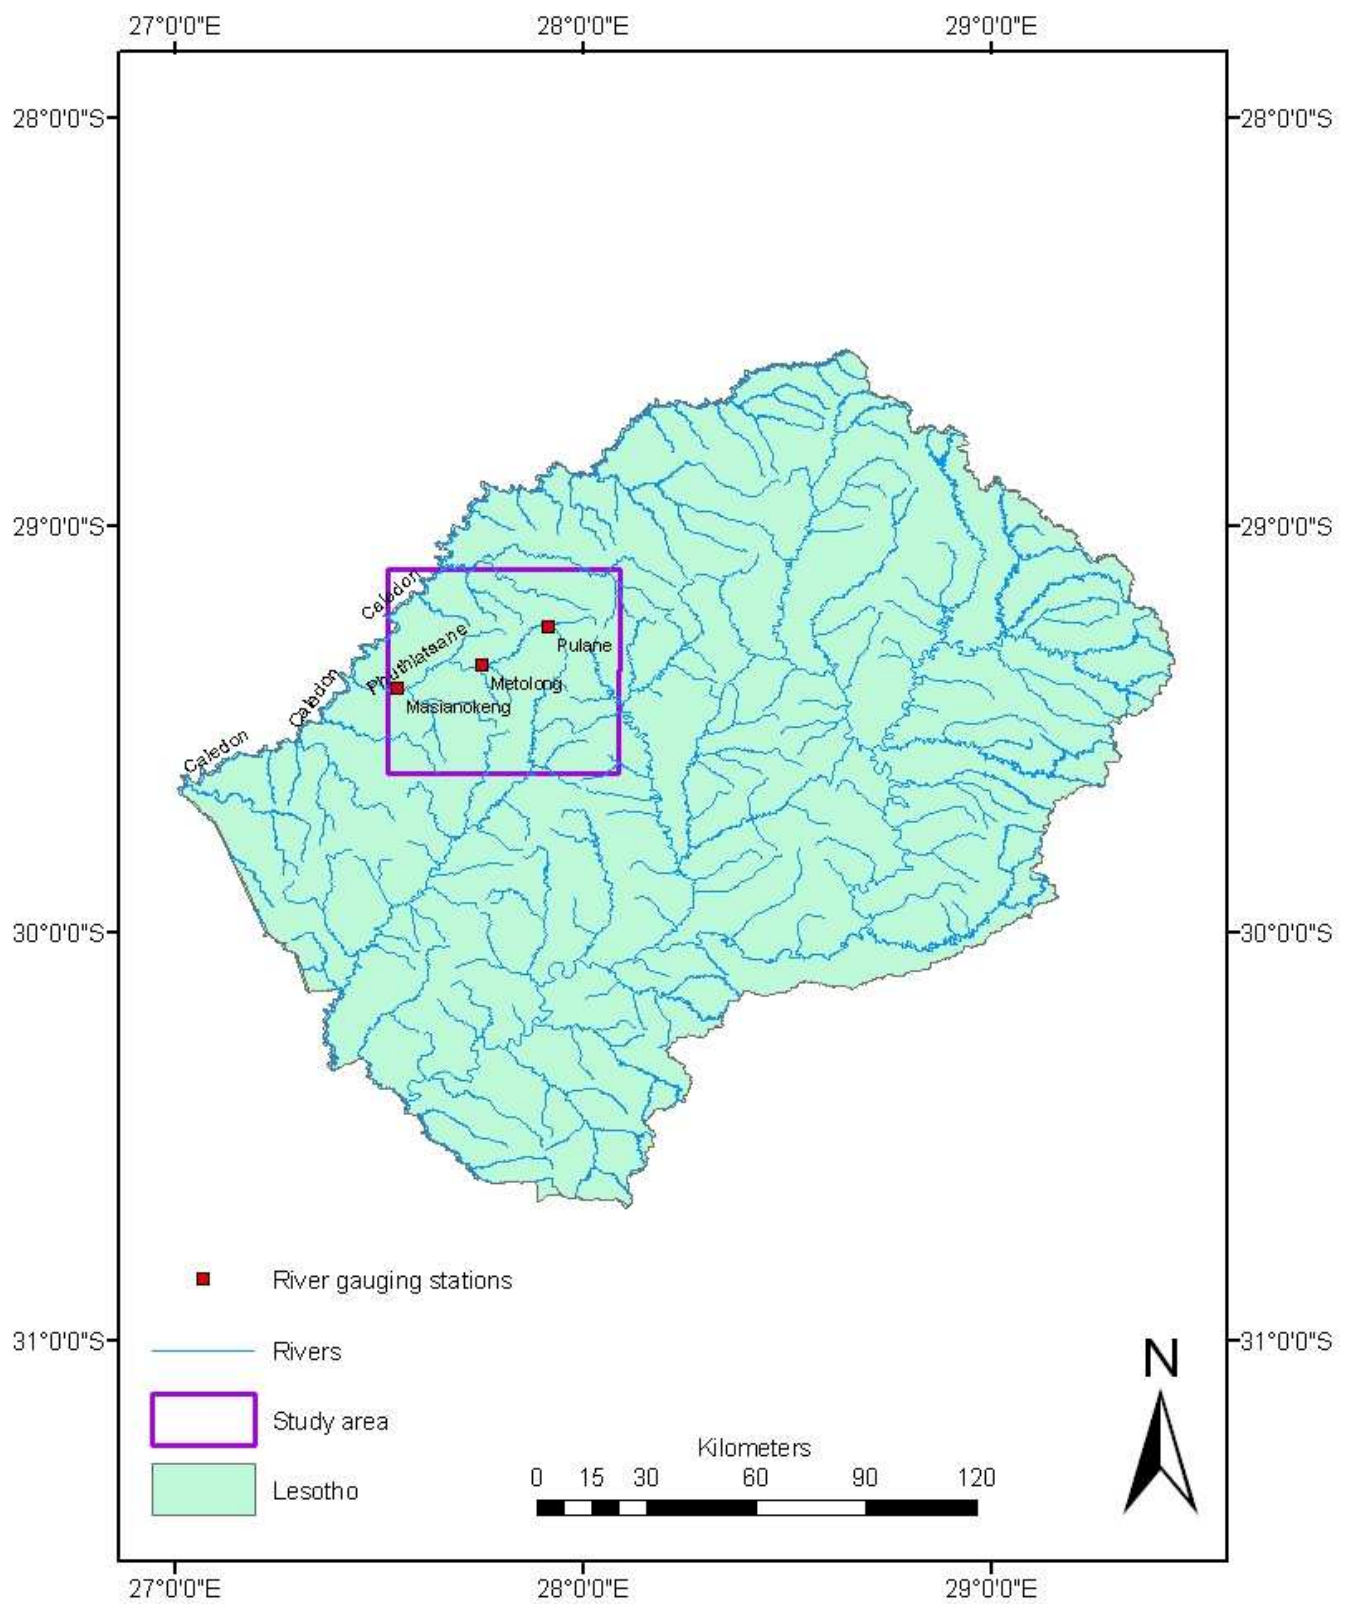 27°0'0"E 28°0'0"E 29°0'0"E
28°0'0"S 28°0'0"S
29°0'0"S 29°0'0"S
Caledon
Phuthlatsane
Pulane
Metolong
Masianokeng
Caledon
Caledon
30°0'0"S 30°0'0"S
River gauging stations
31°0'0"S 31°0'0"S
Rivers
N
Study area
Kilometers
0 15 30 60 90 120
Lesotho
27°0'0"E 28°0'0"E 29°0'0"E